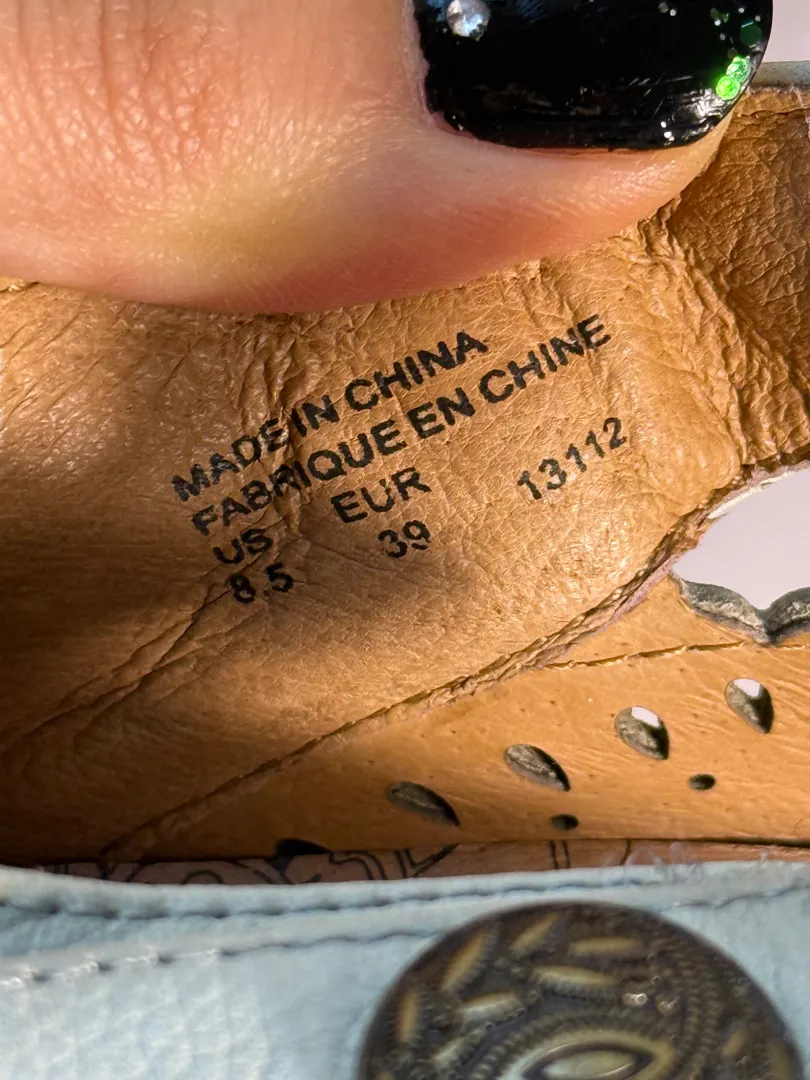 MADE IN CHINA
FABRIQUE EN CHINE
US EUR 13112
8.5 39